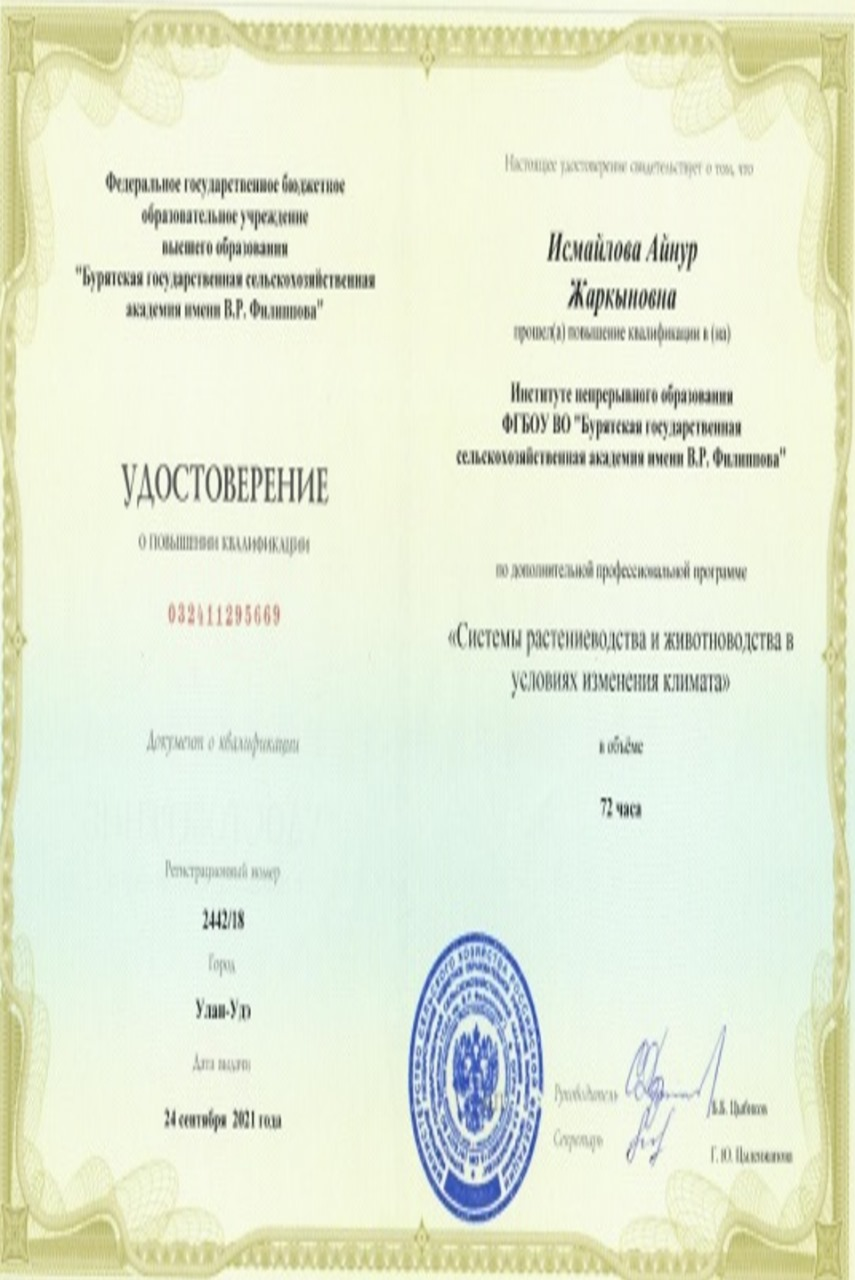 Федеральное государственное бюджетное
образовательное учреждение
высшего образования
"Бурятская государственная сельскохозяйственная
академия имени В.Р. Филиппова"
УДОСТОВЕРЕНИЕ
О ПОВЫШЕНИИ КВАЛИФИКАЦИИ
032411295669
Документ о квалификации
Регистрационный номер
2442/18
Город
Улан-Удэ
Дата выдачи
24 сентября 2021 года
Настоящее удостоверение свидетельствует о том, что
Исмайлова Айнур
Жаркыновна
прошел(а) повышение квалификации в (на)
Институте непрерывного образования
ФГБОУ ВО "Бурятская государственная
сельскохозяйственная академия имени В.Р. Филиппова"
по дополнительной профессиональной программе
«Системы растениеводства и животноводства в
условиях изменения климата»
в объёме
72 часа
Руководитель
Б.Б. Цыбиков
Секретарь
Г. Ю.